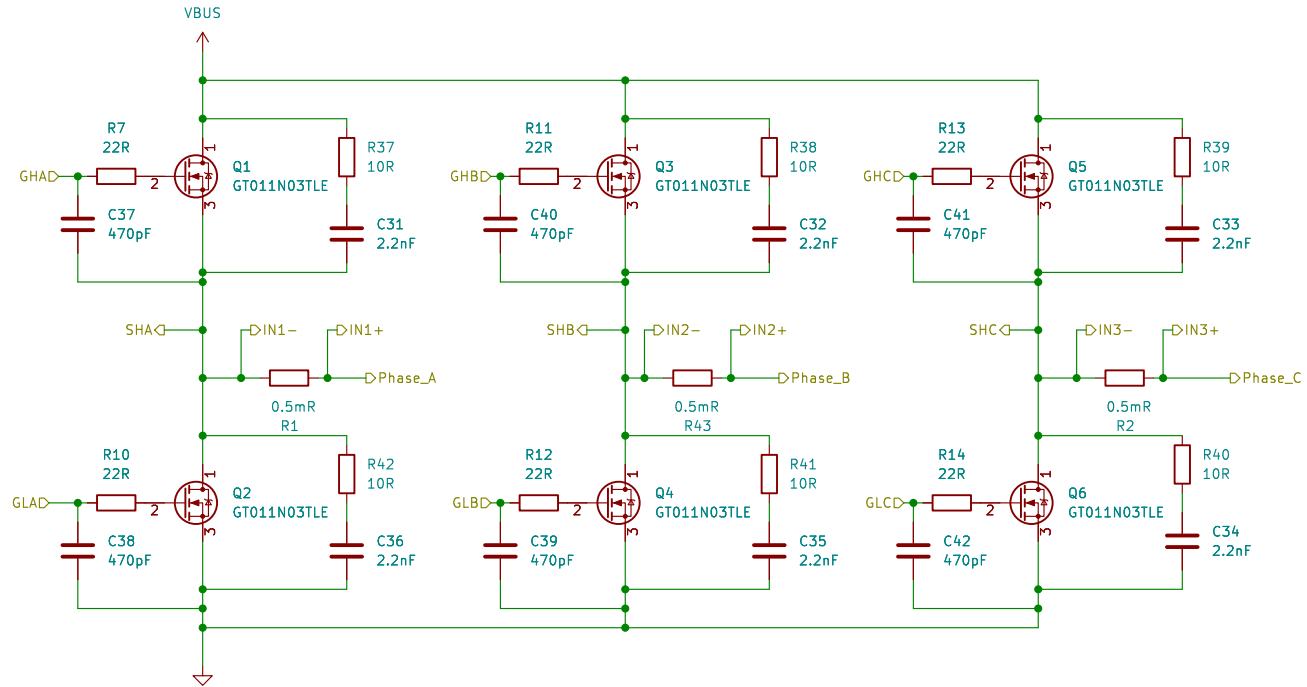 VBUS
R7
22R
GHA
2
1
3
Q1
GT011N03TLE
R37
10R
C37
470pF
C31
2.2nF
R11
22R
GHB
2
1
3
Q3
GT011N03TLE
R38
10R
C40
470pF
C32
2.2nF
R13
22R
GHC
2
1
3
Q5
GT011N03TLE
R39
10R
C41
470pF
C33
2.2nF
SHA
IN1-
IN1+
Phase_A
0.5mR
R1
SHB
IN2-
IN2+
Phase_B
0.5mR
R43
SHC
IN3-
IN3+
Phase_C
0.5mR
R2
R10
22R
GLA
2
1
3
Q2
GT011N03TLE
R42
10R
C38
470pF
C36
2.2nF
R12
22R
GLB
2
1
3
Q4
GT011N03TLE
R41
10R
C39
470pF
C35
2.2nF
R14
22R
GLC
2
1
3
Q6
GT011N03TLE
R40
10R
C42
470pF
C34
2.2nF